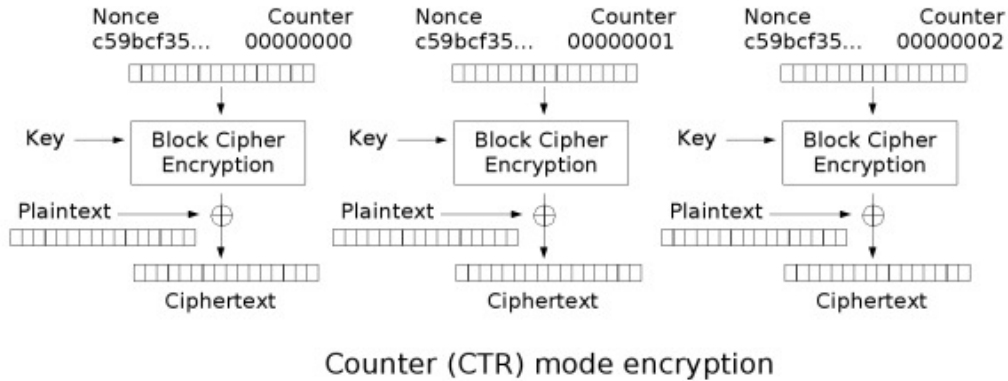 Nonce Counter
c59bcf35... 00000000
Key
Block Cipher
Encryption
Plaintext
Ciphertext
Nonce Counter
c59bcf35... 00000001
Key
Block Cipher
Encryption
Plaintext
Ciphertext
Nonce Counter
c59bcf35... 00000002
Key
Block Cipher
Encryption
Plaintext
Ciphertext
Counter (CTR) mode encryption